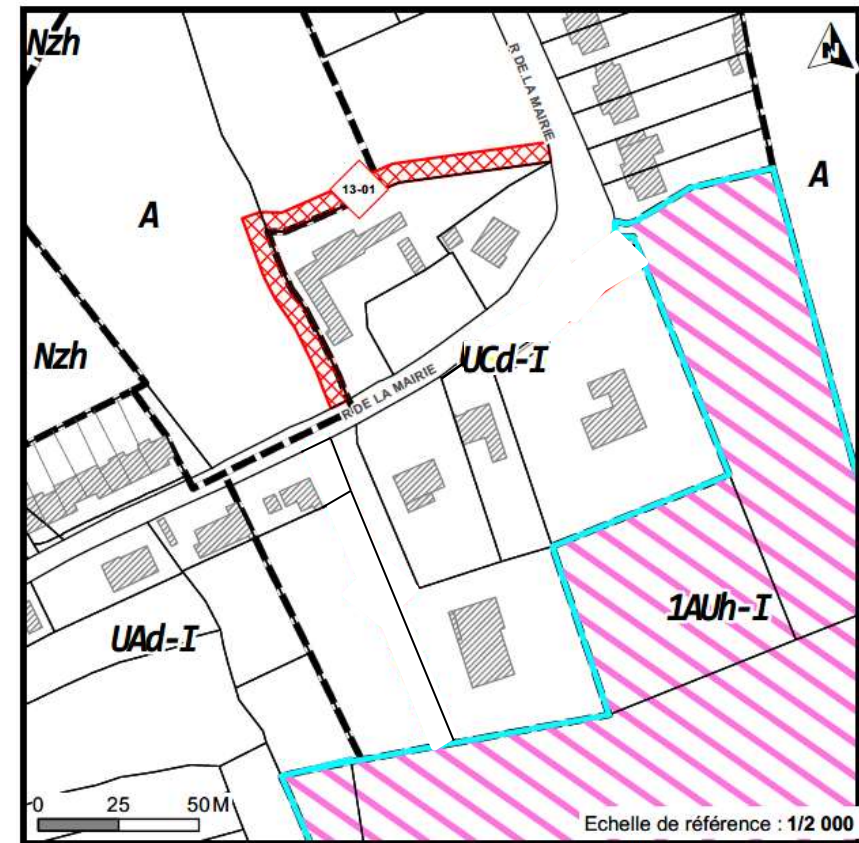 Nzh
N
R DE LA MAIRIE
A
13-01
A
Nzh
UCd-I
R DE LA MAIRIE
1AUh-I
UAd-I
0 25 50 M
Echelle de référence : 1/2 000